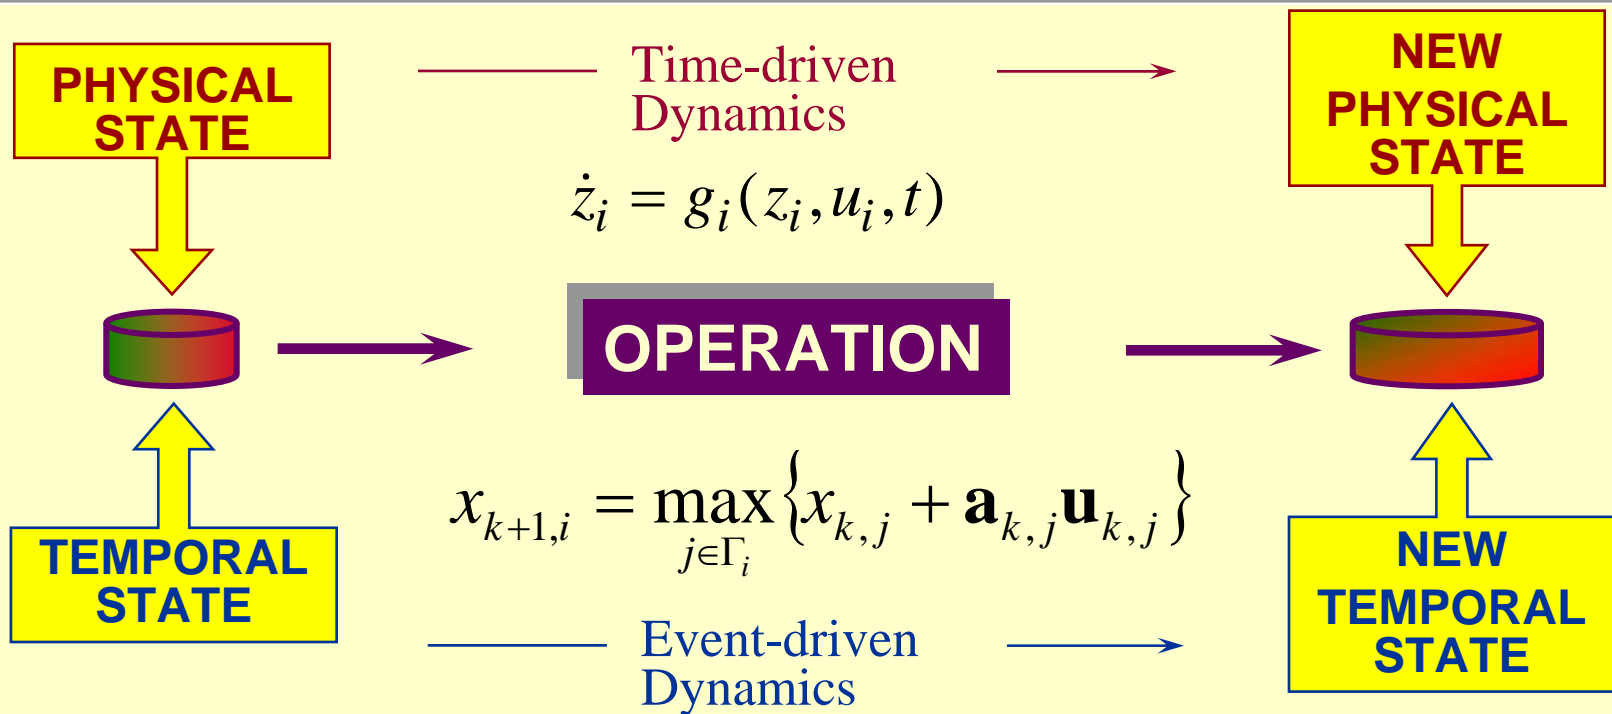 PHYSICAL
STATE
Time-driven
Dynamics
NEW
PHYSICAL
STATE
ż_i = g_i(z_i, u_i, t)
OPERATION
x_{k+1,i} = max_{j∈Γ_i} {x_{k,j} + a_{k,j} u_{k,j}}
TEMPORAL
STATE
Event-driven
Dynamics
NEW
TEMPORAL
STATE